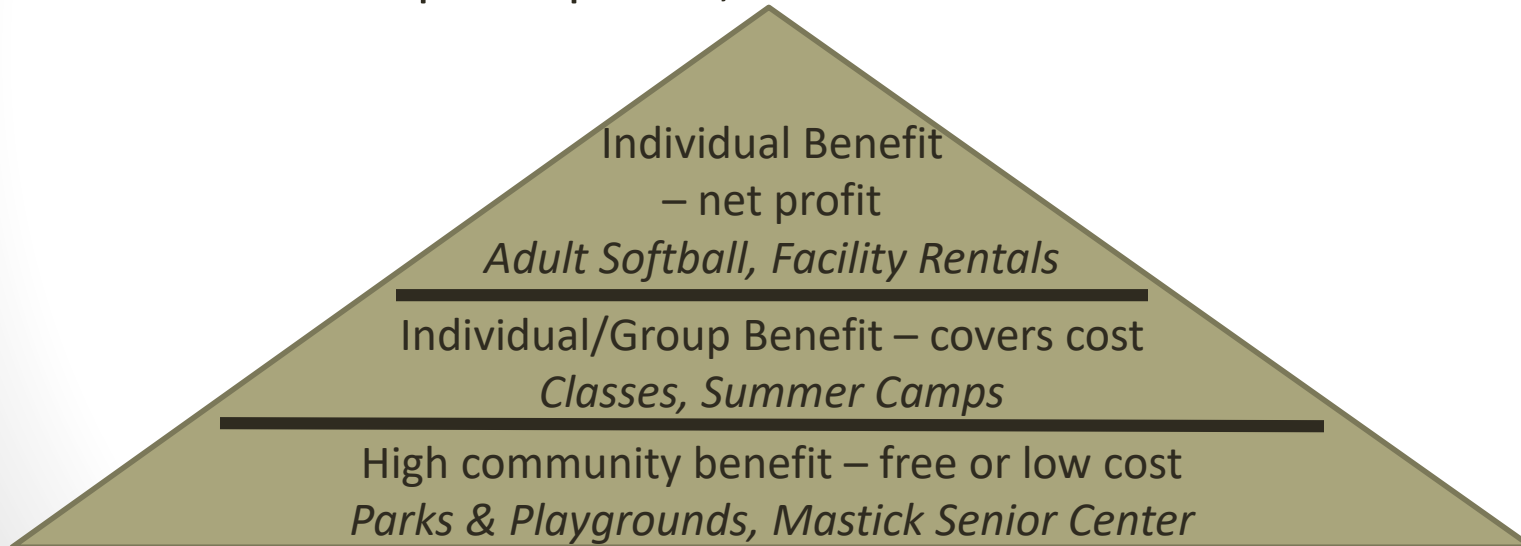 Individual Benefit
– net profit
Adult Softball, Facility Rentals
Individual/Group Benefit – covers cost
Classes, Summer Camps
High community benefit – free or low cost
Parks & Playgrounds, Mastick Senior Center